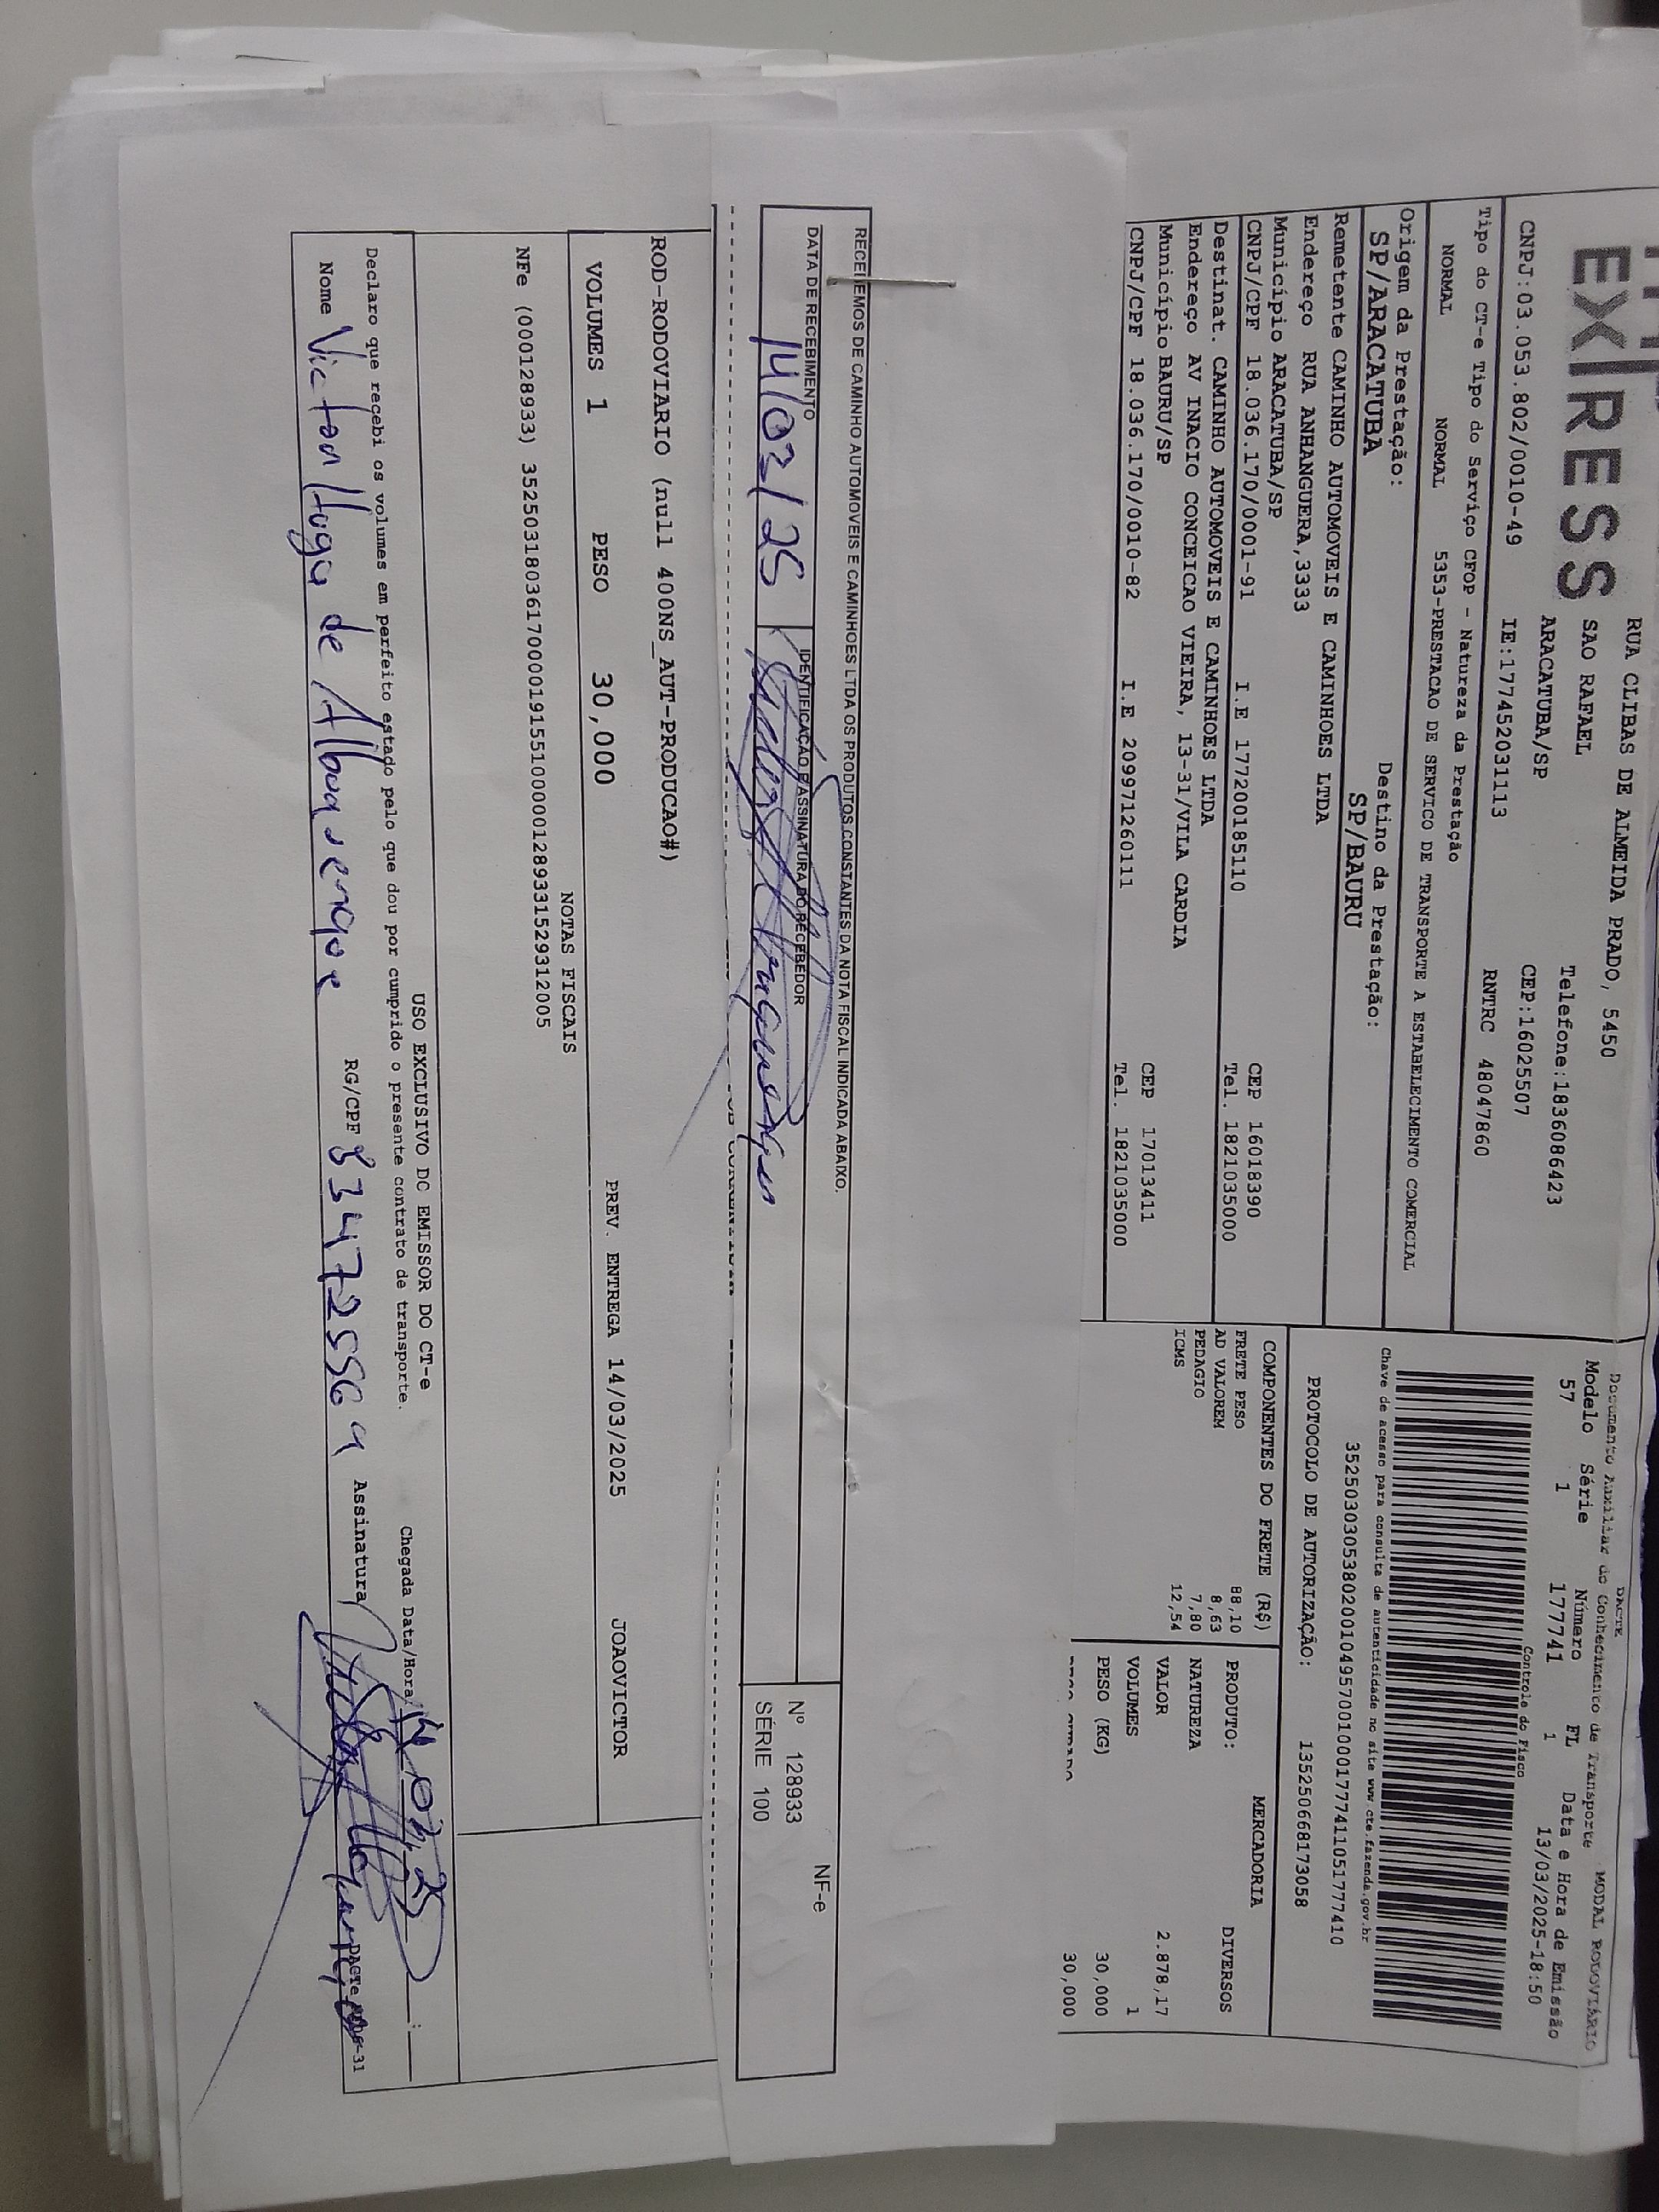 EXPRESS
RUA CLIBAS DE ALMEIDA PRADO, 5450
SAO RAFAEL
Telefone:1836086423
ARACATUBA/SP
CEP:16025507
CNPJ:03.053.802/0010-49
IE:177452031113
RNTRC 48047860
Tipo do CT-e Tipo do Serviço CFOP - Natureza da Prestação
NORMAL NORMAL 5353-PRESTACAO DE SERVICO DE TRANSPORTE A ESTABELECIMENTO COMERCIAL
Origem da Prestação: Destino da Prestação:
SP/ARACATUBA SP/BAURU
Remetente CAMINHO AUTOMOVEIS E CAMINHOES LTDA
Endereço RUA ANHANGUERA,3333
Município ARACATUBA/SP CEP 16018390
CNPJ/CPF 18.036.170/0001-91 I.E 177200185110 Tel. 1821035000
Destinat. CAMINHO AUTOMOVEIS E CAMINHOES LTDA
Endereço AV INACIO CONCEICAO VIEIRA, 13-31/VILA CARDIA
Município BAURU/SP CEP 17013411
CNPJ/CPF 18.036.170/0010-82 I.E 209971260111 Tel. 1821035000
DACTE
Documento Auxiliar do Conhecimento de Transporte MODAL RODOVIÁRIO
Modelo Série Número FL Data e Hora de Emissão
57 1 177741 1 13/03/2025-18:50
Controle do Fisco
Chave de acesso para consulta de autenticidade no site www.cte.fazenda.gov.br
35250303053802001049570010001777411051777410
PROTOCOLO DE AUTORIZAÇÃO: 135250668173058
COMPONENTES DO FRETE (R$)
FRETE PESO 88,10
AD VALOREM 8,63
PEDAGIO 7,80
ICMS 12,54
MERCADORIA
PRODUTO: DIVERSOS
NATUREZA
VALOR 2.878,17
VOLUMES 1
PESO (KG) 30,000
30,000
RECEBEMOS DE CAMINHO AUTOMOVEIS E CAMINHOES LTDA OS PRODUTOS CONSTANTES DA NOTA FISCAL INDICADA ABAIXO.
DATA DE RECEBIMENTO IDENTIFICAÇÃO E ASSINATURA DO RECEBEDOR
14/03/25
NF-e
Nº 128933
SÉRIE 100
ROD-RODOVIARIO (null 400NS_AUT-PRODUCAO#)
VOLUMES 1 PESO 30,000 PREV. ENTREGA 14/03/2025 JOAOVICTOR
NOTAS FISCAIS
NFe (000128933) 35250318036170000191551000001289331529312005
USO EXCLUSIVO DO EMISSOR DO CT-e
Declaro que recebi os volumes em perfeito estado pelo que dou por cumprido o presente contrato de transporte.
Chegada Data/Hora 14 03 25
Nome Victor Hugo de Albuquerque RG/CPF Assinatura